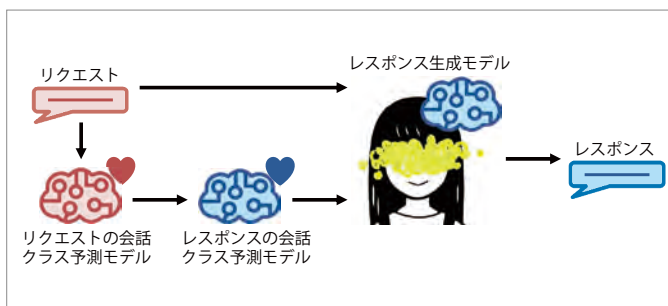 リクエスト
レスポンス生成モデル
レスポンス
リクエストの会話
クラス予測モデル
レスポンスの会話
クラス予測モデル